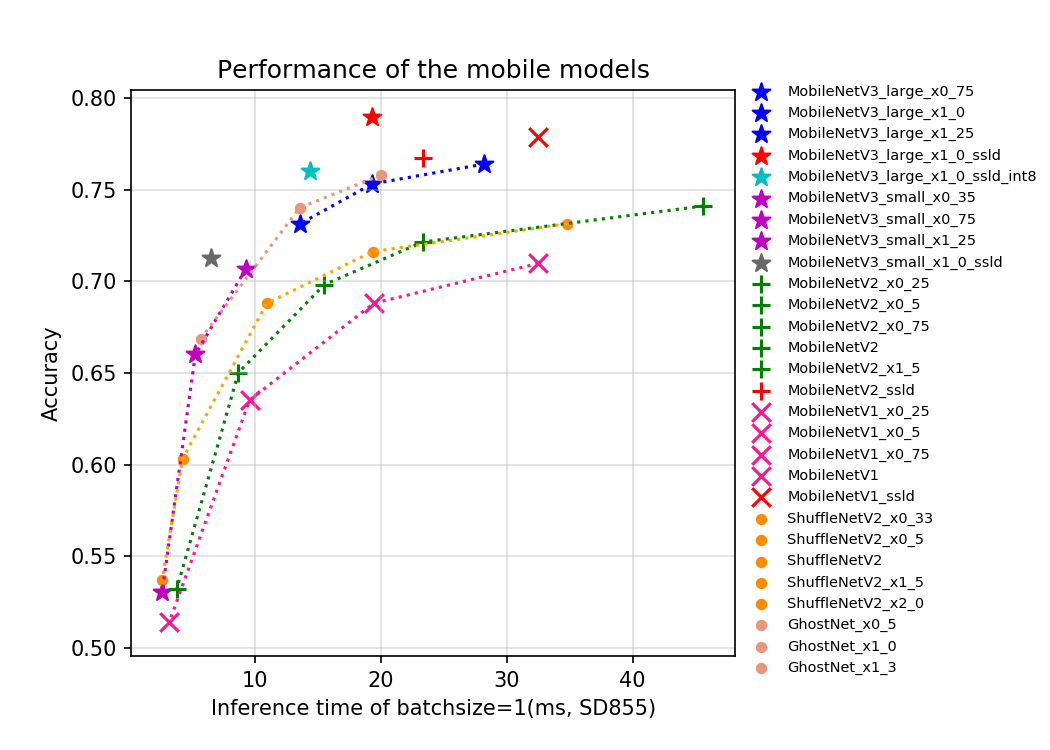 Performance of the mobile models
0.80
0.75
0.70
0.65
0.60
0.55
0.50
Accuracy
10
20
30
40
Inference time of batchsize=1(ms, SD855)
MobileNetV3_large_x0_75
MobileNetV3_large_x1_0
MobileNetV3_large_x1_25
MobileNetV3_large_x1_0_ssld
MobileNetV3_large_x1_0_ssld_int8
MobileNetV3_small_x0_35
MobileNetV3_small_x0_75
MobileNetV3_small_x1_25
MobileNetV3_small_x1_0_ssld
MobileNetV2_x0_25
MobileNetV2_x0_5
MobileNetV2_x0_75
MobileNetV2
MobileNetV2_x1_5
MobileNetV2_ssld
MobileNetV1_x0_25
MobileNetV1_x0_5
MobileNetV1_x0_75
MobileNetV1
MobileNetV1_ssld
ShuffleNetV2_x0_33
ShuffleNetV2_x0_5
ShuffleNetV2
ShuffleNetV2_x1_5
ShuffleNetV2_x2_0
GhostNet_x0_5
GhostNet_x1_0
GhostNet_x1_3